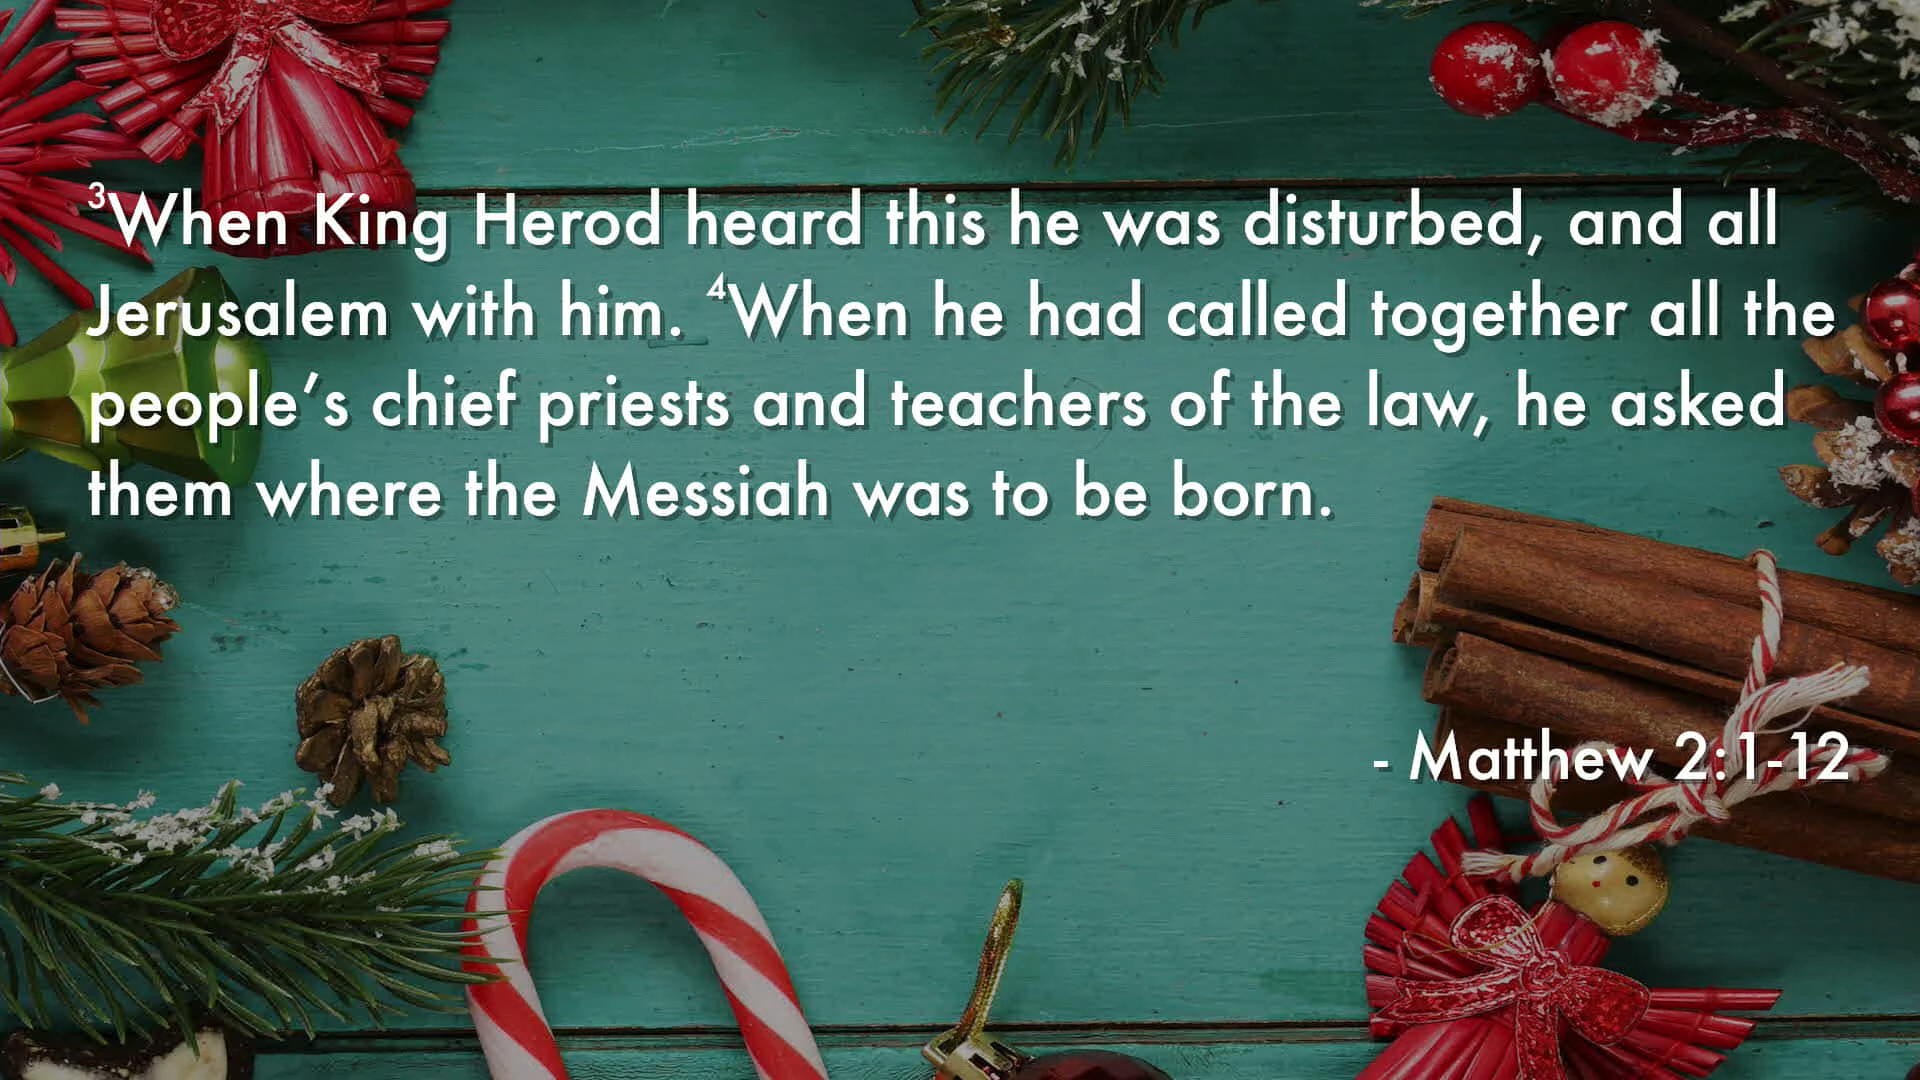 ³When King Herod heard this he was disturbed, and all
Jerusalem with him. ⁴When he had called together all the
people’s chief priests and teachers of the law, he asked
them where the Messiah was to be born.
- Matthew 2:1-12